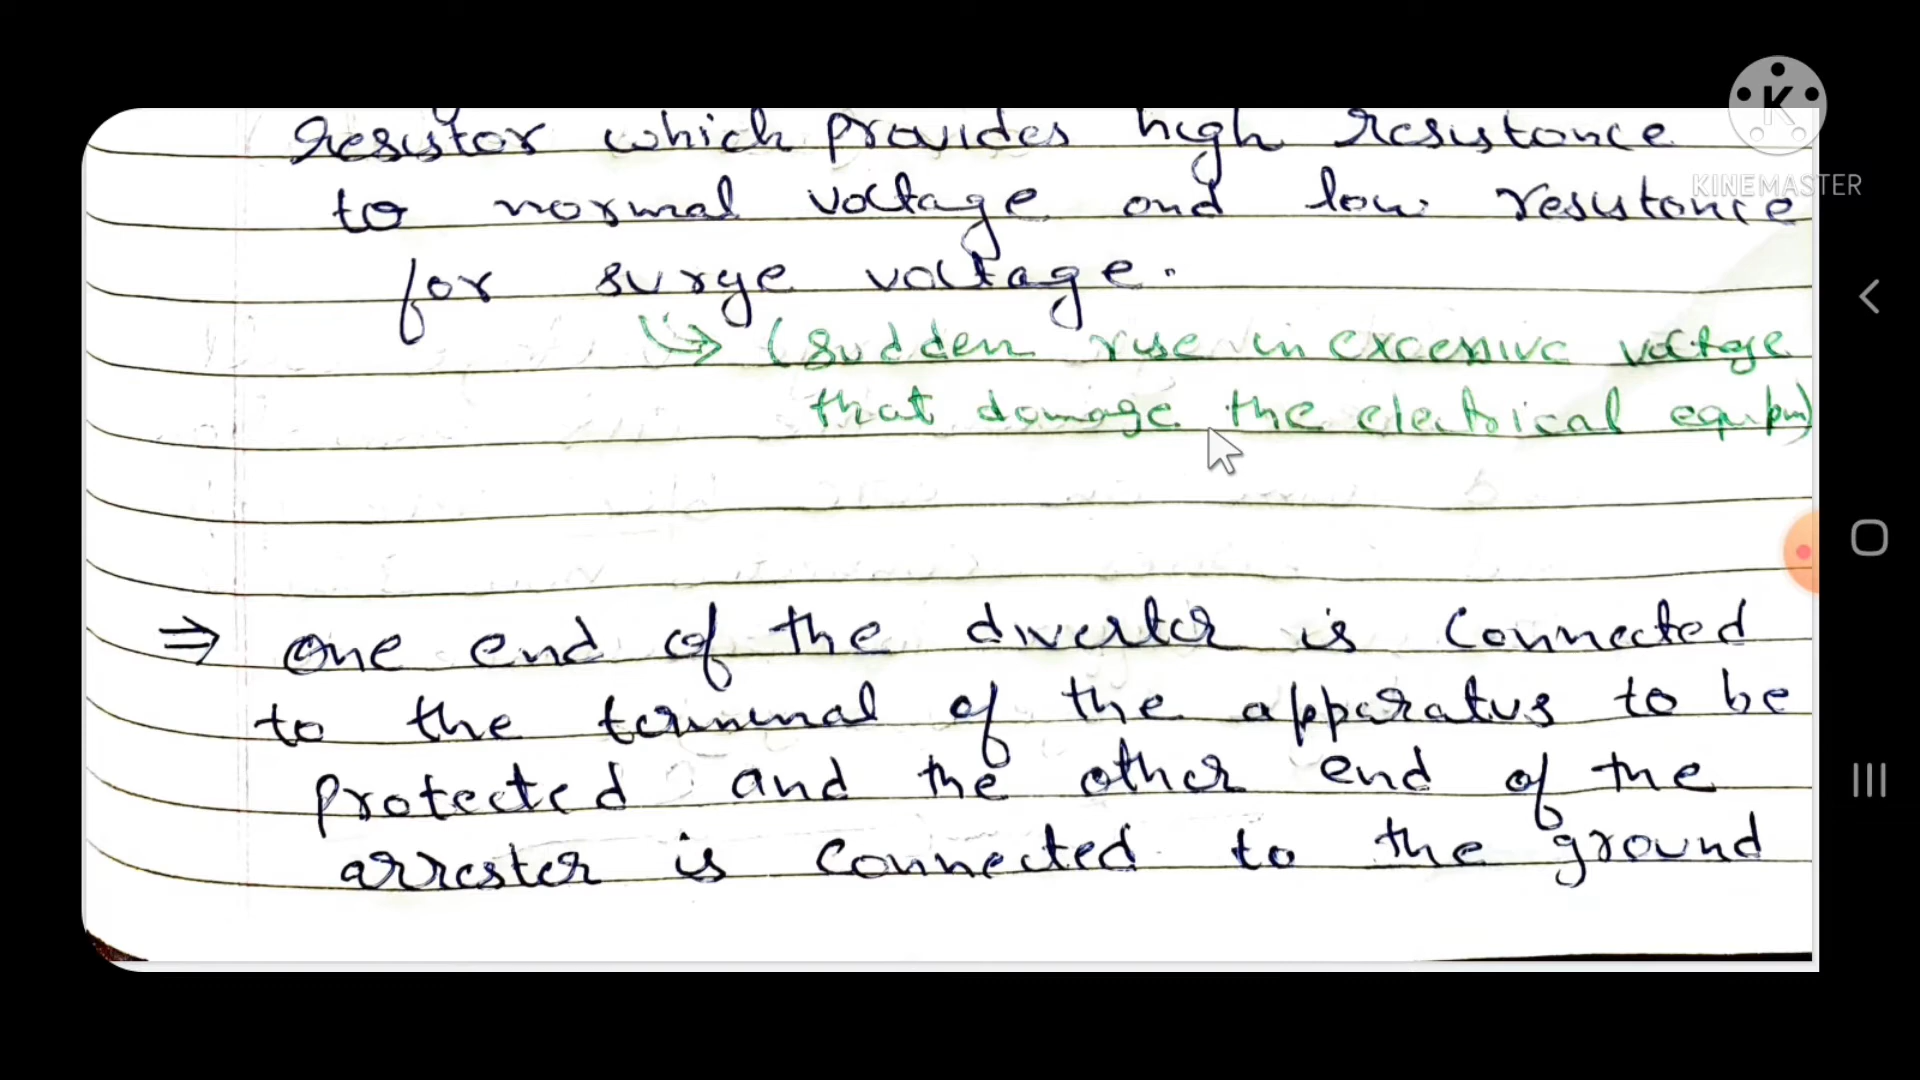 resistor which provides high resistance
K
KINEMASTER
to normal voltage and low resistance
for surge voltage.
↳ (sudden rise in excessive voltage
that damage the electrical equipm)
⇒ one end of the diverter is connected
to the terminal of the apparatus to be
protected and the other end of the
arrester is connected to the ground